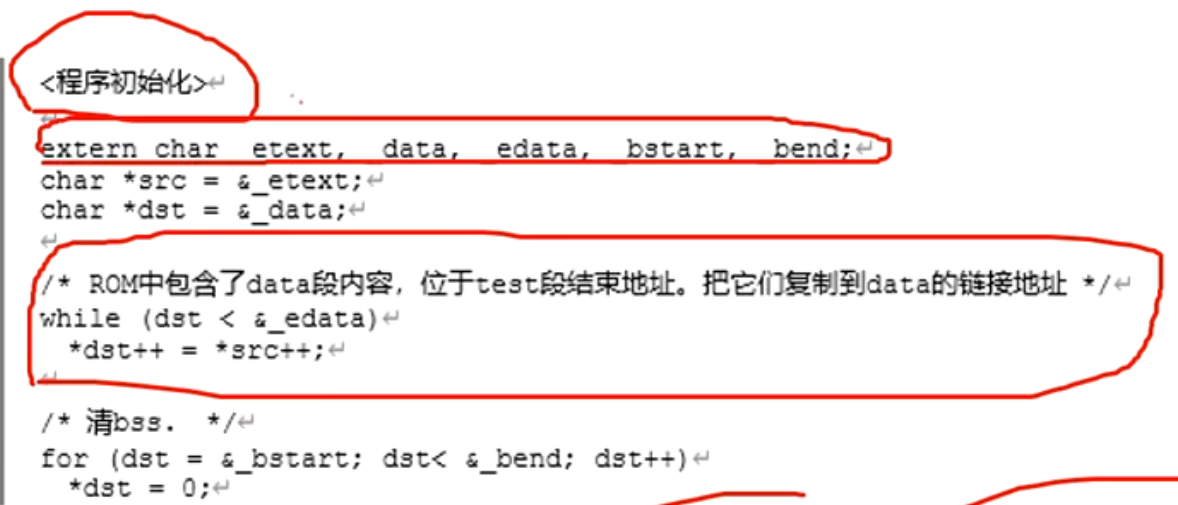 <程序初始化>↵
↵
extern char  etext,  data,  edata,  bstart,  bend;↵
char *src = &_etext;↵
char *dst = &_data;↵
↵
/* ROM中包含了data段内容，位于test段结束地址。把它们复制到data的链接地址 */↵
while (dst < &_edata)↵
*dst++ = *src++;↵
↵
/* 清bss.  */↵
for (dst = &_bstart; dst< &_bend; dst++)↵
*dst = 0;↵